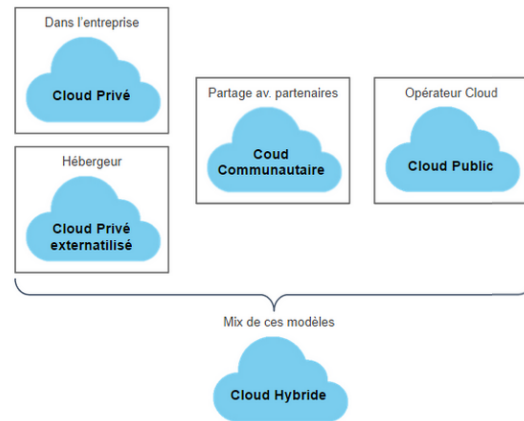 Dans l'entreprise
Cloud Privé
Hébergeur
Cloud Privé
externatilisé
Partage av. partenaires
Coud
Communautaire
Opérateur Cloud
Cloud Public
Mix de ces modèles
Cloud Hybride